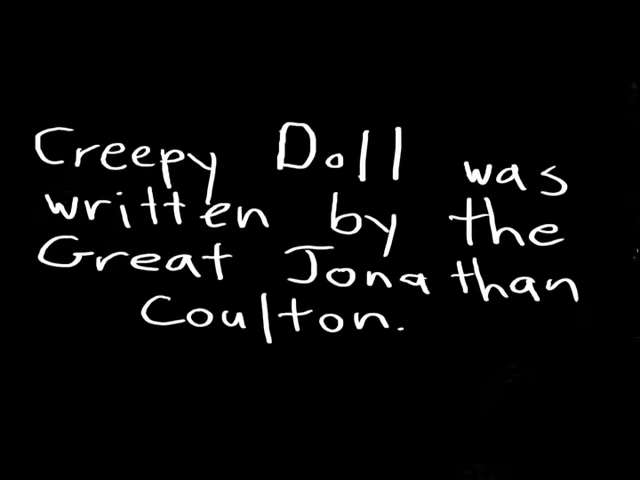 Creepy Doll was
written by the
Great Jonathan
Coulton.